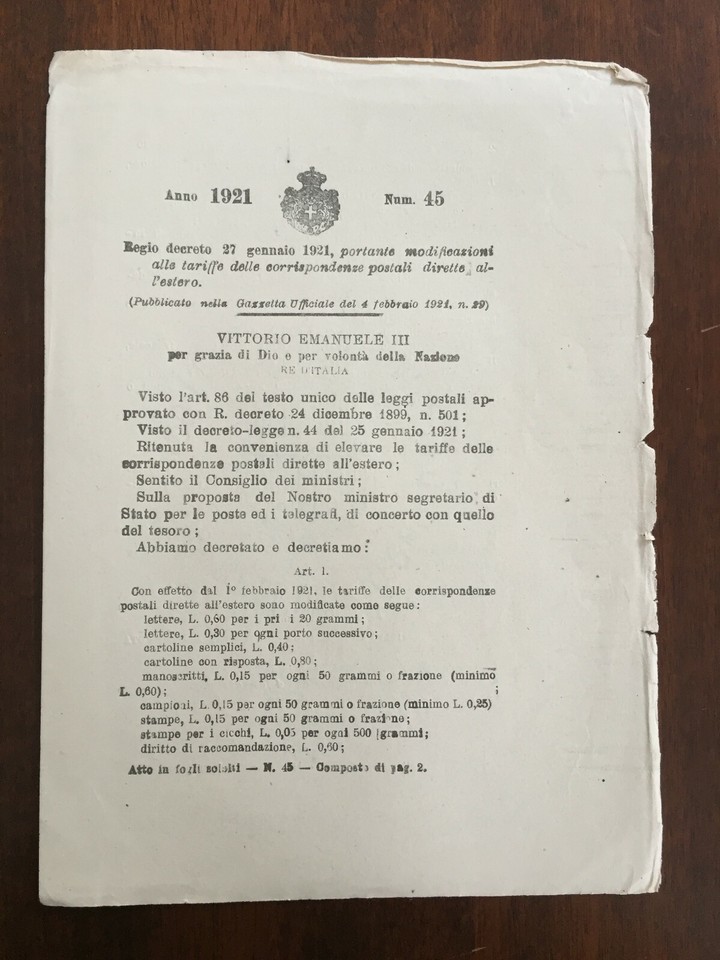 Anno 1921 Num. 45
Regio decreto 27 gennaio 1921, portante modificazioni
alle tariffe delle corrispondenze postali dirette al-
l'estero.
(Pubblicato nella Gazzetta Ufficiale del 4 febbraio 1921, n. 29)
VITTORIO EMANUELE III
per grazia di Dio e per volontà della Nazione
RE D'ITALIA
Visto l'art. 86 del testo unico delle leggi postali ap-
provato con R. decreto 24 dicembre 1899, n. 501;
Visto il decreto-legge n. 44 del 25 gennaio 1921;
Ritenuta la convenienza di elevare le tariffe delle
corrispondenze postali dirette all'estero;
Sentito il Consiglio dei ministri;
Sulla proposta del Nostro ministro segretario di
Stato per le poste ed i telegrafi, di concerto con quello
del tesoro;
Abbiamo decretato e decretiamo:
Art. 1.
Con effetto dal 1° febbraio 1921, le tariffe delle corrispondenze
postali dirette all'estero sono modificate come segue:
lettere, L. 0,60 per i pri i 20 grammi;
lettere, L. 0,30 per ogni porto successivo;
cartoline semplici, L. 0,40;
cartoline con risposta, L. 0,80;
manoscritti, L. 0,15 per ogni 50 grammi o frazione (minimo
L. 0,60);
campioni, L. 0,15 per ogni 50 grammi o frazione (minimo L. 0,25);
stampe, L. 0,15 per ogni 50 grammi o frazione;
stampe per i ciechi, L. 0,05 per ogni 500 grammi;
diritto di raccomandazione, L. 0,60;
Atto in fogli sciolti — N. 45 — Composto di pag. 2.